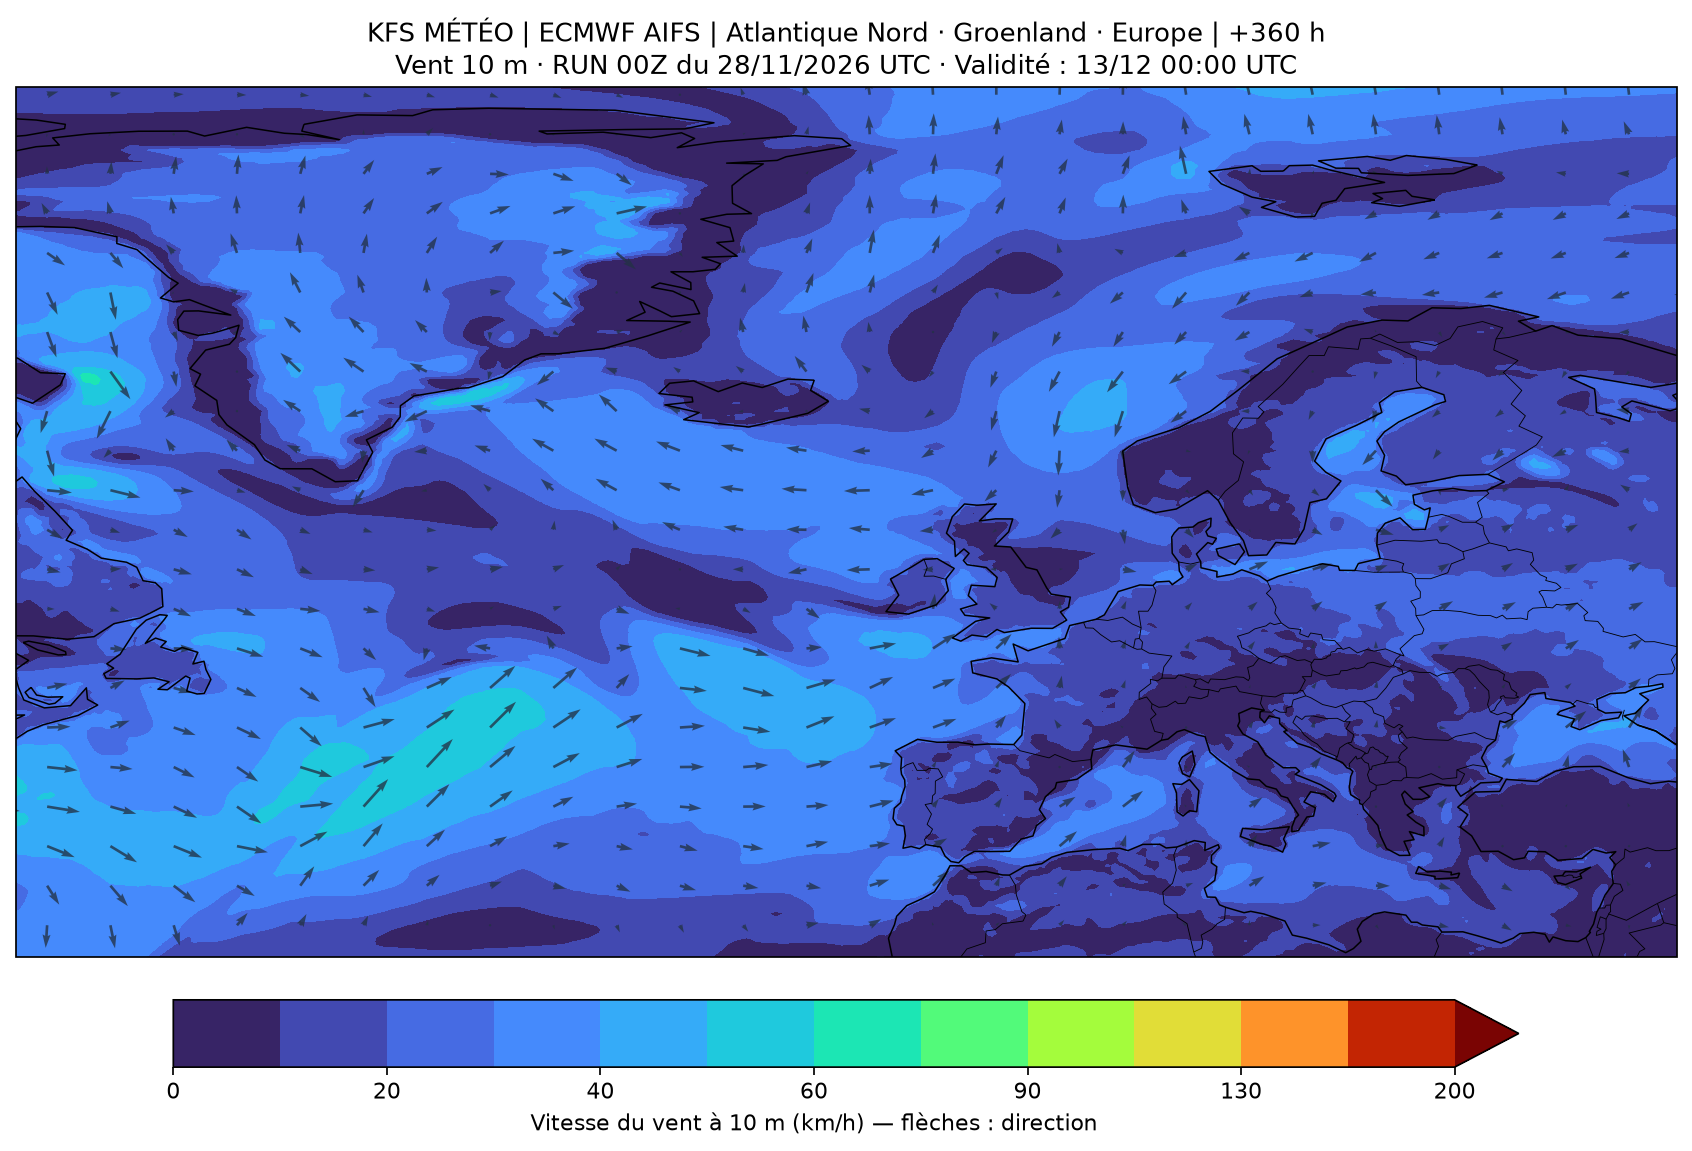 KFS MÉTÉO | ECMWF AIFS | Atlantique Nord · Groenland · Europe | +360 h
Vent 10 m · RUN 00Z du 28/11/2026 UTC · Validité : 13/12 00:00 UTC
0 20 40 60 90 130 200
Vitesse du vent à 10 m (km/h) — flèches : direction